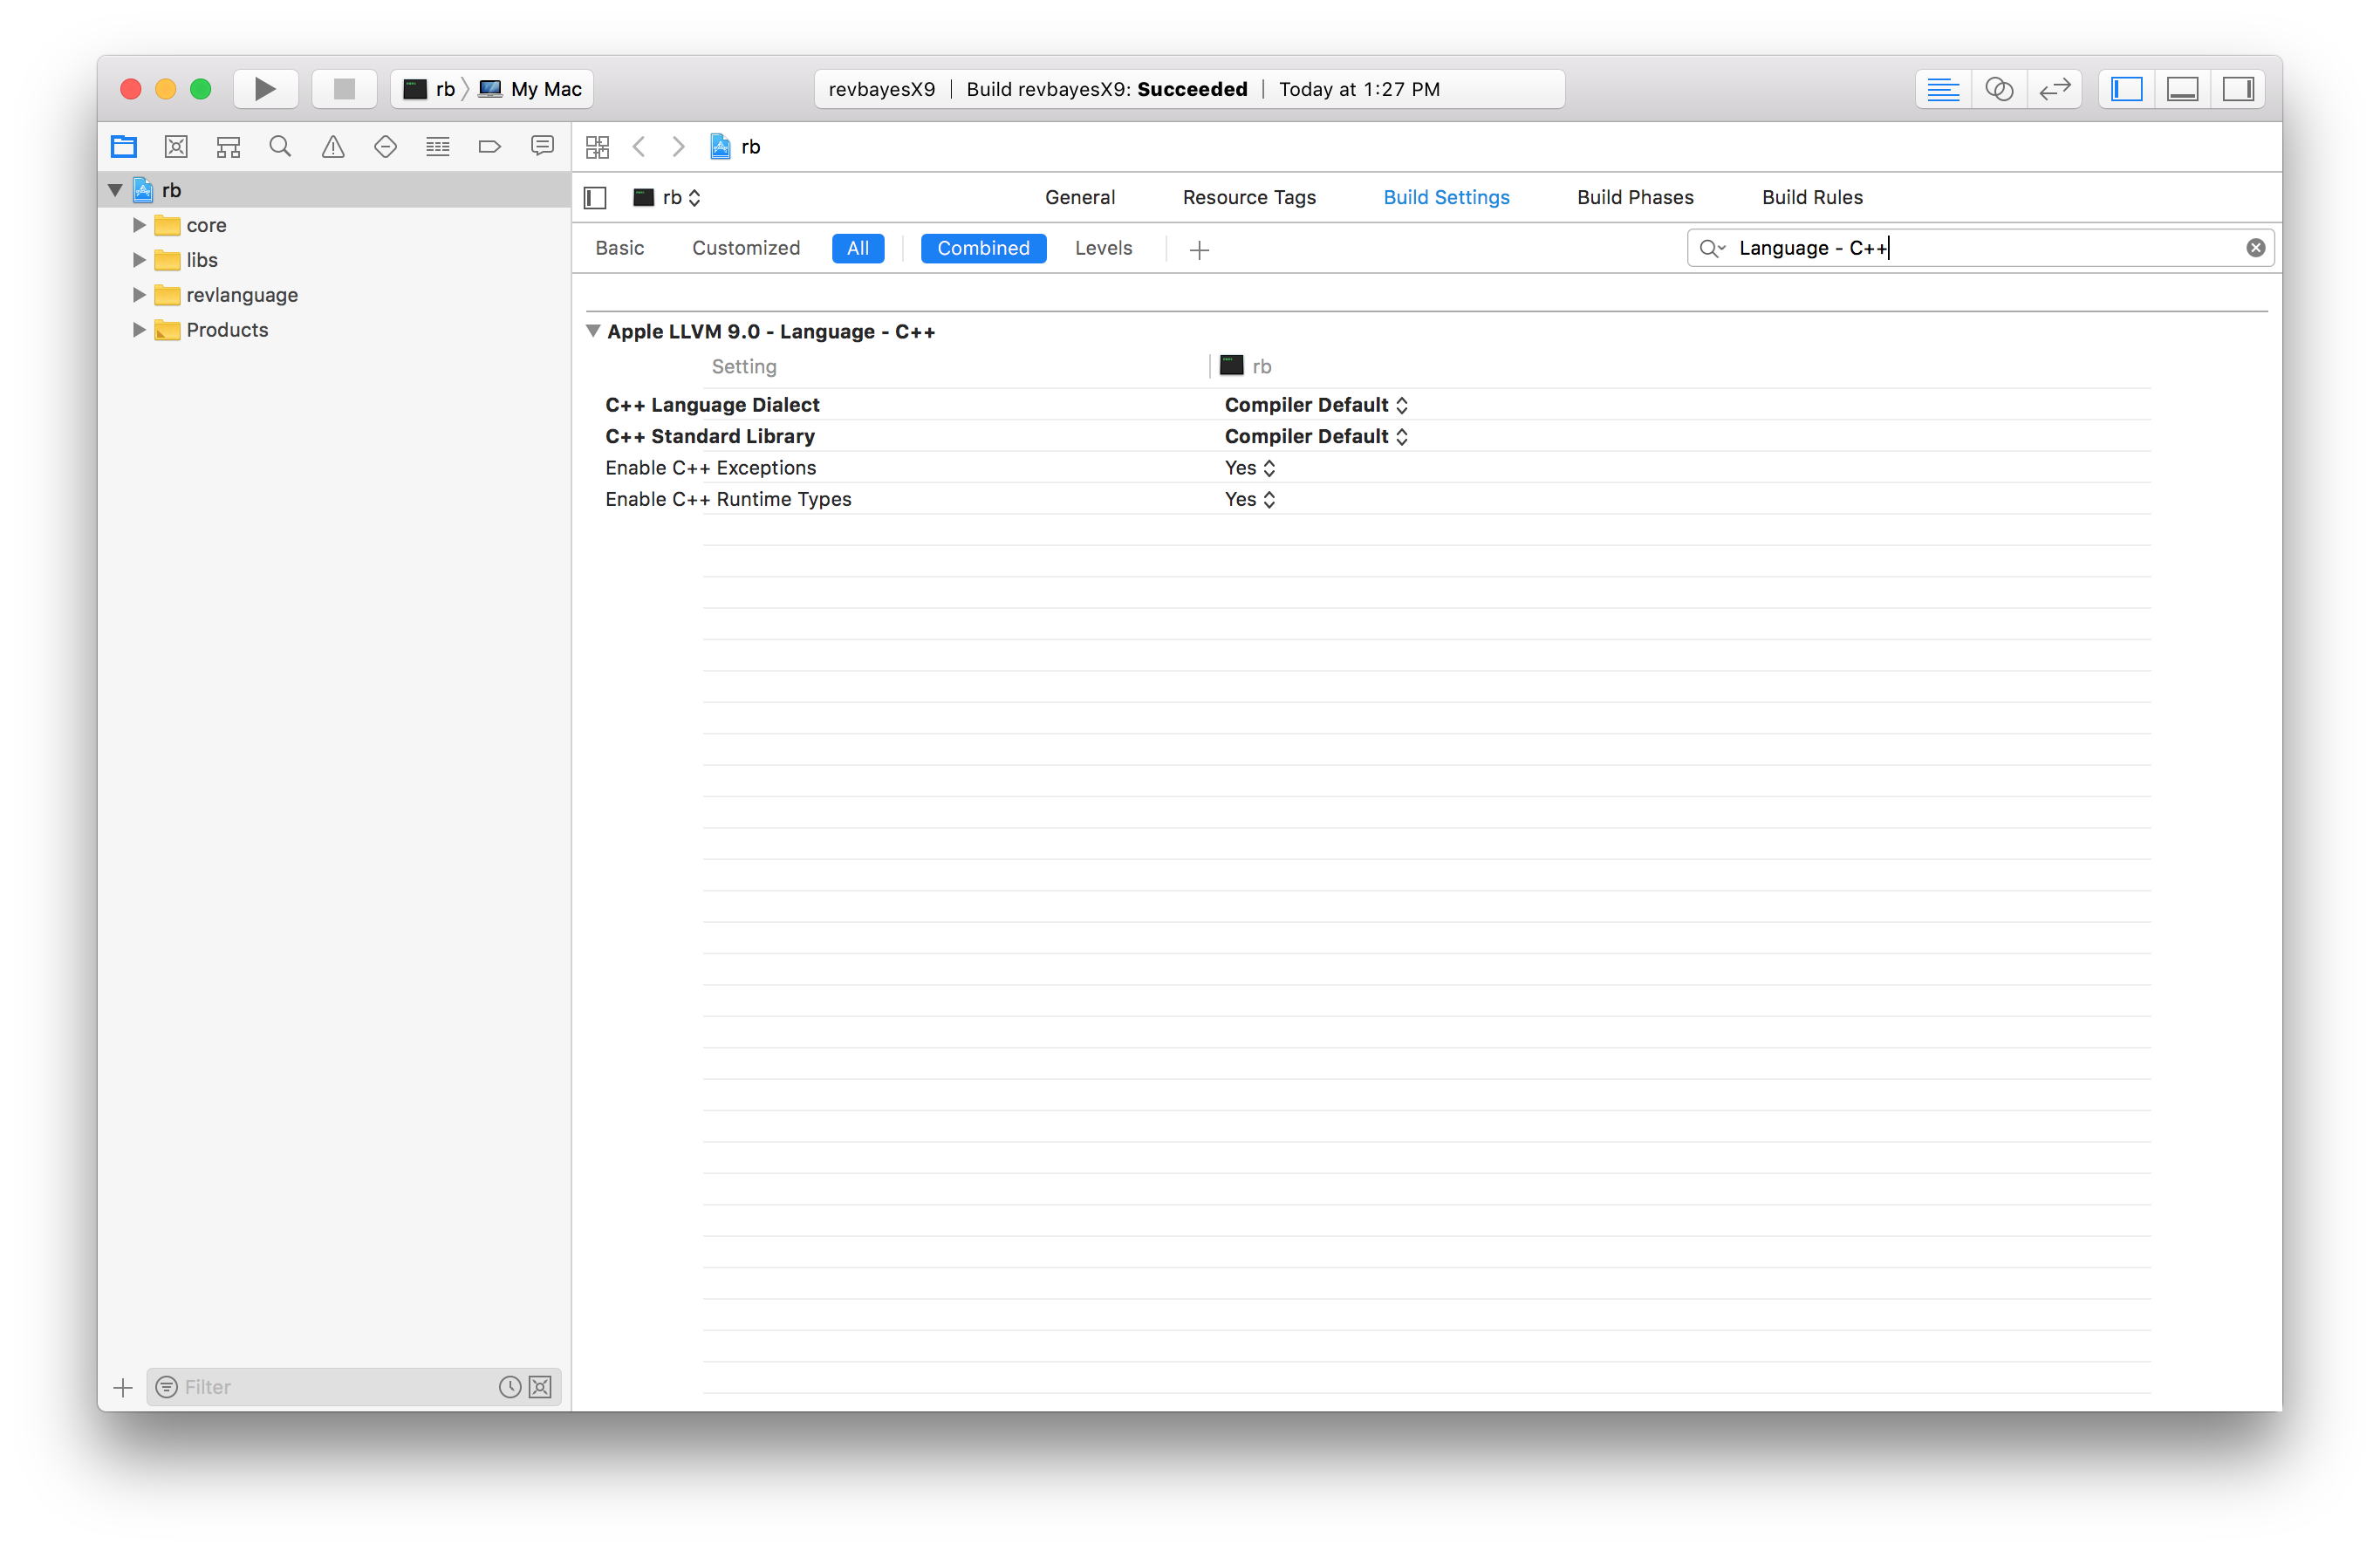 rb My Mac
revbayesX9 | Build revbayesX9: Succeeded | Today at 1:27 PM
rb
rb
core
libs
revlanguage
Products
rb General Resource Tags Build Settings Build Phases Build Rules
Basic Customized All Combined Levels Language - C++
Apple LLVM 9.0 - Language - C++
Setting rb
C++ Language Dialect Compiler Default
C++ Standard Library Compiler Default
Enable C++ Exceptions Yes
Enable C++ Runtime Types Yes
Filter